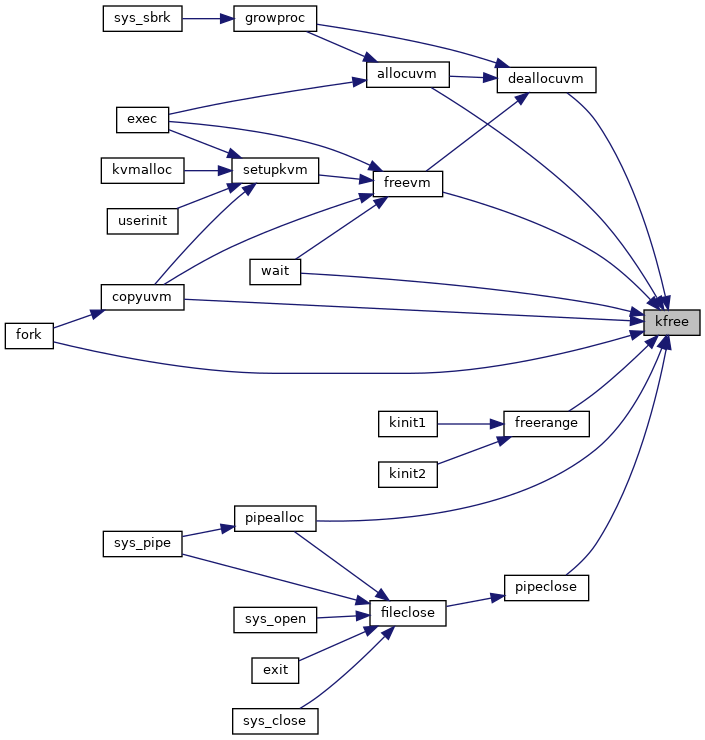 sys_sbrk
growproc
allocuvm
deallocuvm
exec
kvmalloc
setupkvm
freevm
userinit
wait
copyuvm
fork
kfree
kinit1
freerange
kinit2
pipealloc
sys_pipe
pipeclose
fileclose
sys_open
exit
sys_close